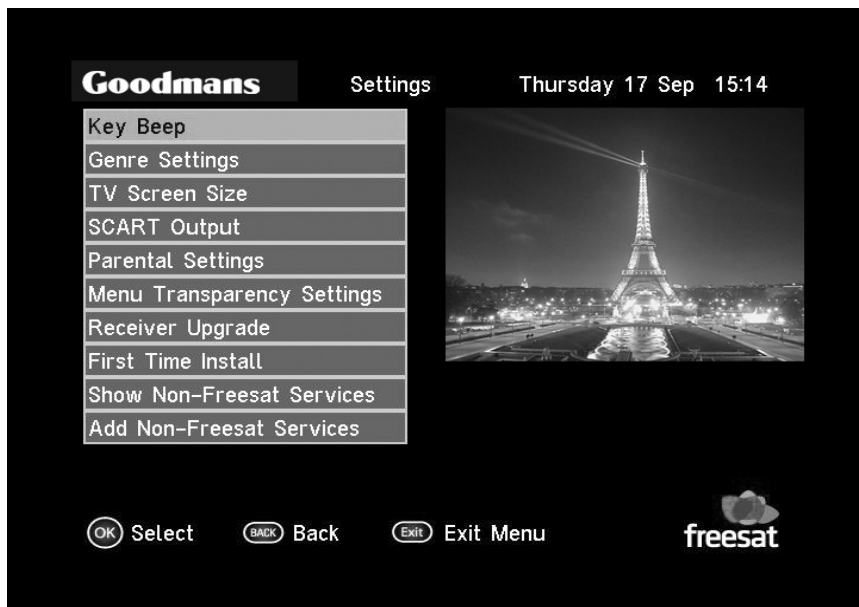 Goodmans Settings Thursday 17 Sep 15:14
Key Beep
Genre Settings
TV Screen Size
SCART Output
Parental Settings
Menu Transparency Settings
Receiver Upgrade
First Time Install
Show Non-Freesat Services
Add Non-Freesat Services
OK Select BACK Back Exit Exit Menu
freesat